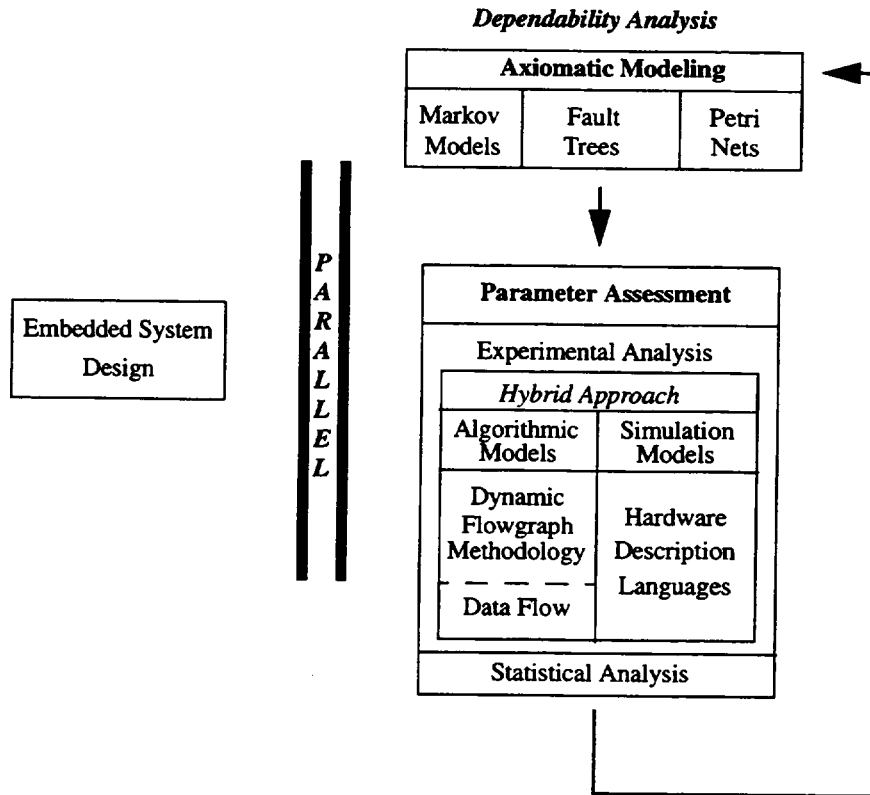 Dependability Analysis
Axiomatic Modeling
Markov
Models
Fault
Trees
Petri
Nets
PARALLEL
Embedded System
Design
Parameter Assessment
Experimental Analysis
Hybrid Approach
Algorithmic
Models
Simulation
Models
Dynamic
Flowgraph
Methodology
Data Flow
Hardware
Description
Languages
Statistical Analysis